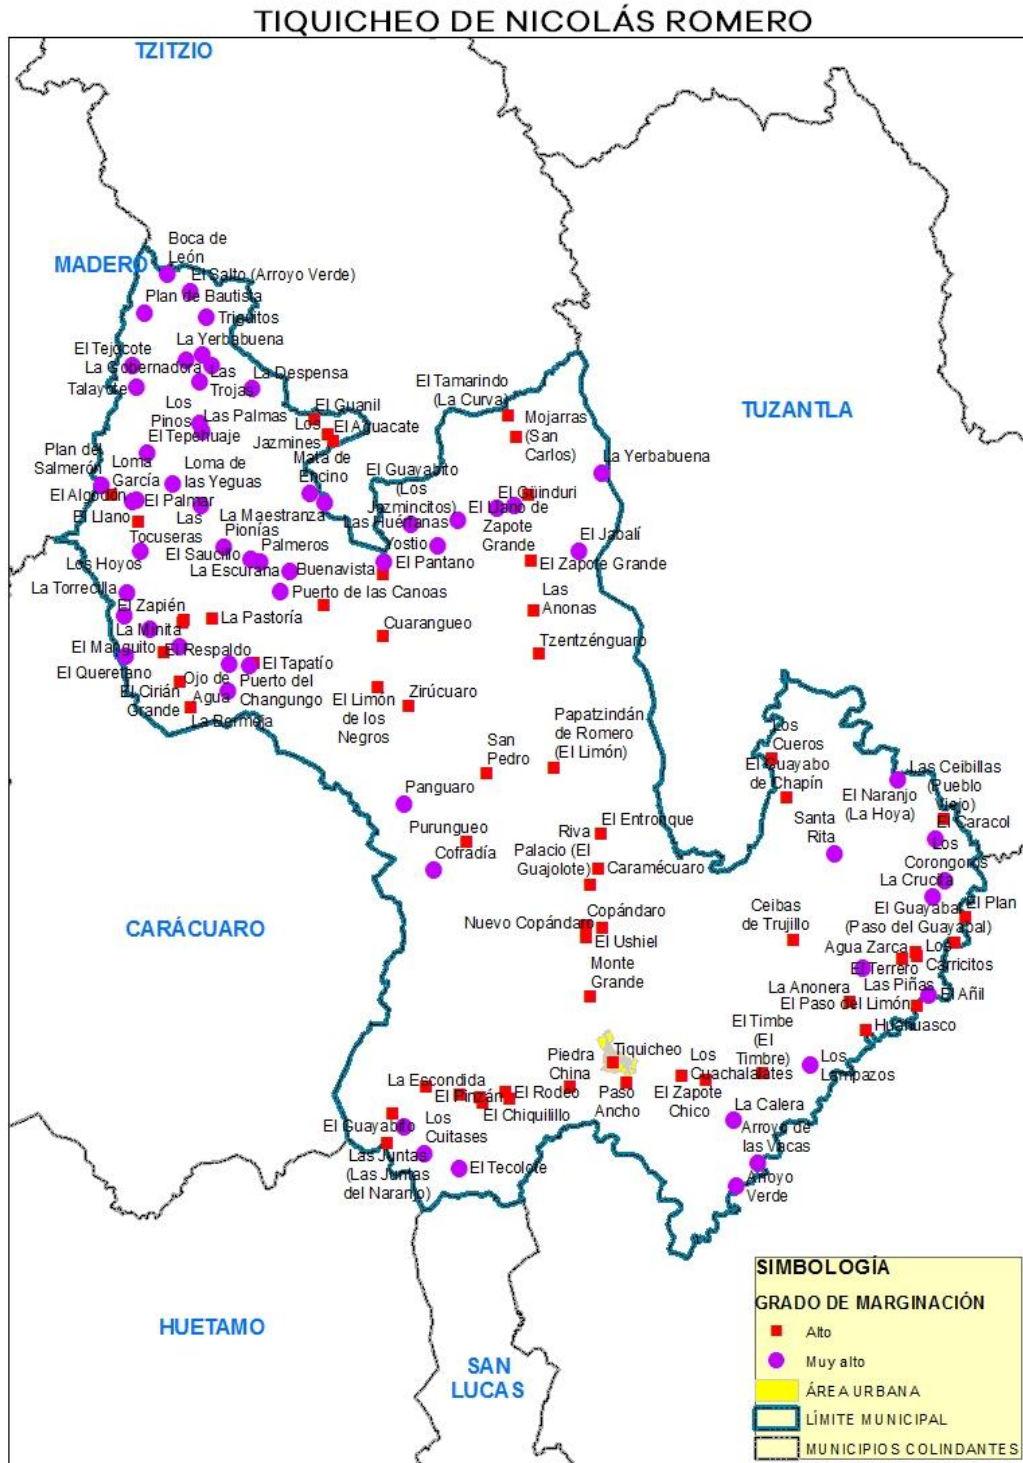 TIQUICHEO DE NICOLÁS ROMERO
TZITZIO
MADERO
Boca de
León
El Salto (Arroyo Verde)
Plan de Bautista
Triguitos
La Yerbabuena
El Tejocote
La Gobernadora
Las
Trojas
La Despensa
Talayote
Los
Pinos
Las Palmas
El Tepehuaje
El Guanil
Los
Jazmines
El Aguacate
Mata de
Encino
Plan del
Salmerón
Loma
García
Loma de
las Yeguas
El Algodón
El Palmar
El Llano
Las
Pionías
La Maestranza
Tocuseras
El Saucillo
Palmeros
Los Hoyos
La Escurana
Buenavista
La Torrecilla
Puerto de las Canoas
El Zapién
La Pastoría
La Minita
El Manguito
El Respaldo
El Tapatío
El Queretano
Ojo de
Agua
Puerto del
Changungo
El Cirián
Grande
La Bermeja
El Tamarindo
(La Curva)
Mojarras
(San
Carlos)
TUZANTLA
La Yerbabuena
El Guayabito
(Los
Jazmincitos)
El Güinduri
El Llano de
Zapote
Grande
Las Huérfanas
Yostio
El Pantano
El Jabalí
El Zapote Grande
Las
Anonas
Cuarangueo
Tzentzénguaro
El Limón
de los
Negros
Zirúcuaro
San
Pedro
Papatzindán
de Romero
(El Limón)
Panguaro
Purungueo
Cofradía
El Entronque
Riva
Palacio (El
Guajolote)
Caramécuaro
Los
Cueros
El Guayabo
de Chapín
Las Ceibillas
(Pueblo
Viejo)
El Naranjo
(La Hoya)
Santa
Rita
El Caracol
Los
Corongoros
La Crucita
CARÁCUARO
Nuevo Copándaro
Copándaro
El Ushiel
Ceibas
de Trujillo
El Guayabal
(Paso del Guayabal)
El Plan
Monte
Grande
Agua Zarca
Los
Carricitos
El Terrero
La Anonera
Las Piñas
El Añil
El Paso del Limón
Huahuasco
El Timbe
(El
Timbre)
Piedra
China
Tiquicheo
Los
Cuachalalates
Los
Lampazos
La Escondida
El Pinzán
El Rodeo
Paso
Ancho
El Zapote
Chico
El Chiquilillo
La Calera
El Guayabito
Los
Cuitases
Arroyo de
las Vacas
Las Juntas
(Las Juntas
del Naranjo)
El Tecolote
Arroyo
Verde
HUETAMO
SAN
LUCAS
SIMBOLOGÍA
GRADO DE MARGINACIÓN
Alto
Muy alto
ÁREA URBANA
LÍMITE MUNICIPAL
MUNICIPIOS COLINDANTES